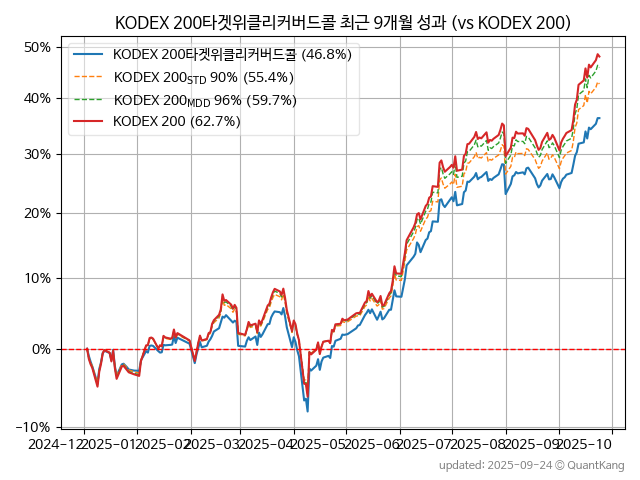 KODEX 200타겟위클리커버드콜 최근 9개월 성과 (vs KODEX 200)
KODEX 200타겟위클리커버드콜 (46.8%)
KODEX 200STD 90% (55.4%)
KODEX 200MDD 96% (59.7%)
KODEX 200 (62.7%)
50%
40%
30%
20%
10%
0%
−10%
2024-12 2025-01 2025-02 2025-03 2025-04 2025-05 2025-06 2025-07 2025-08 2025-09 2025-10
updated: 2025-09-24 © QuantKang